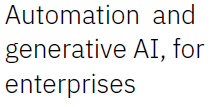 Automation and
generative AI, for
enterprises